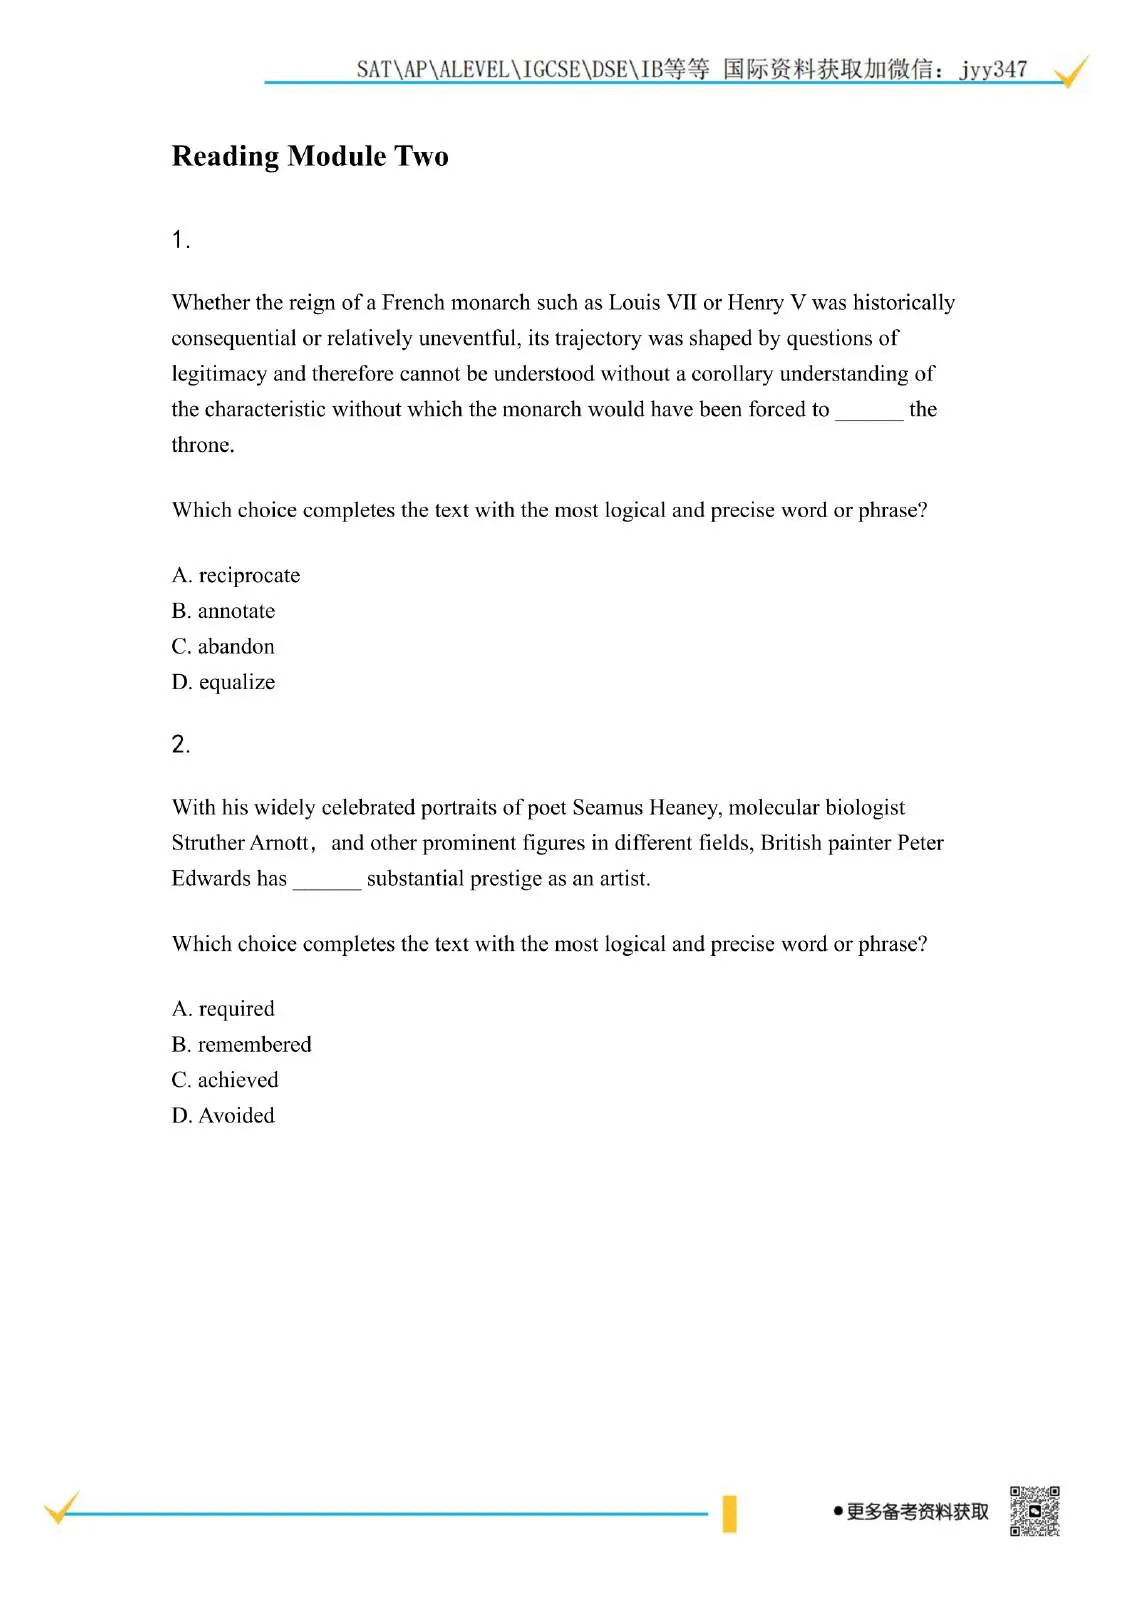 SAT\AP\ALEVEL\IGCSE\DSE\IB等等 国际资料获取加微信：jyy347
Reading Module Two
1.
Whether the reign of a French monarch such as Louis VII or Henry V was historically
consequential or relatively uneventful, its trajectory was shaped by questions of
legitimacy and therefore cannot be understood without a corollary understanding of
the characteristic without which the monarch would have been forced to ______ the
throne.
Which choice completes the text with the most logical and precise word or phrase?
A. reciprocate
B. annotate
C. abandon
D. equalize
2.
With his widely celebrated portraits of poet Seamus Heaney, molecular biologist
Struther Arnott，and other prominent figures in different fields, British painter Peter
Edwards has ______ substantial prestige as an artist.
Which choice completes the text with the most logical and precise word or phrase?
A. required
B. remembered
C. achieved
D. Avoided
•更多备考资料获取